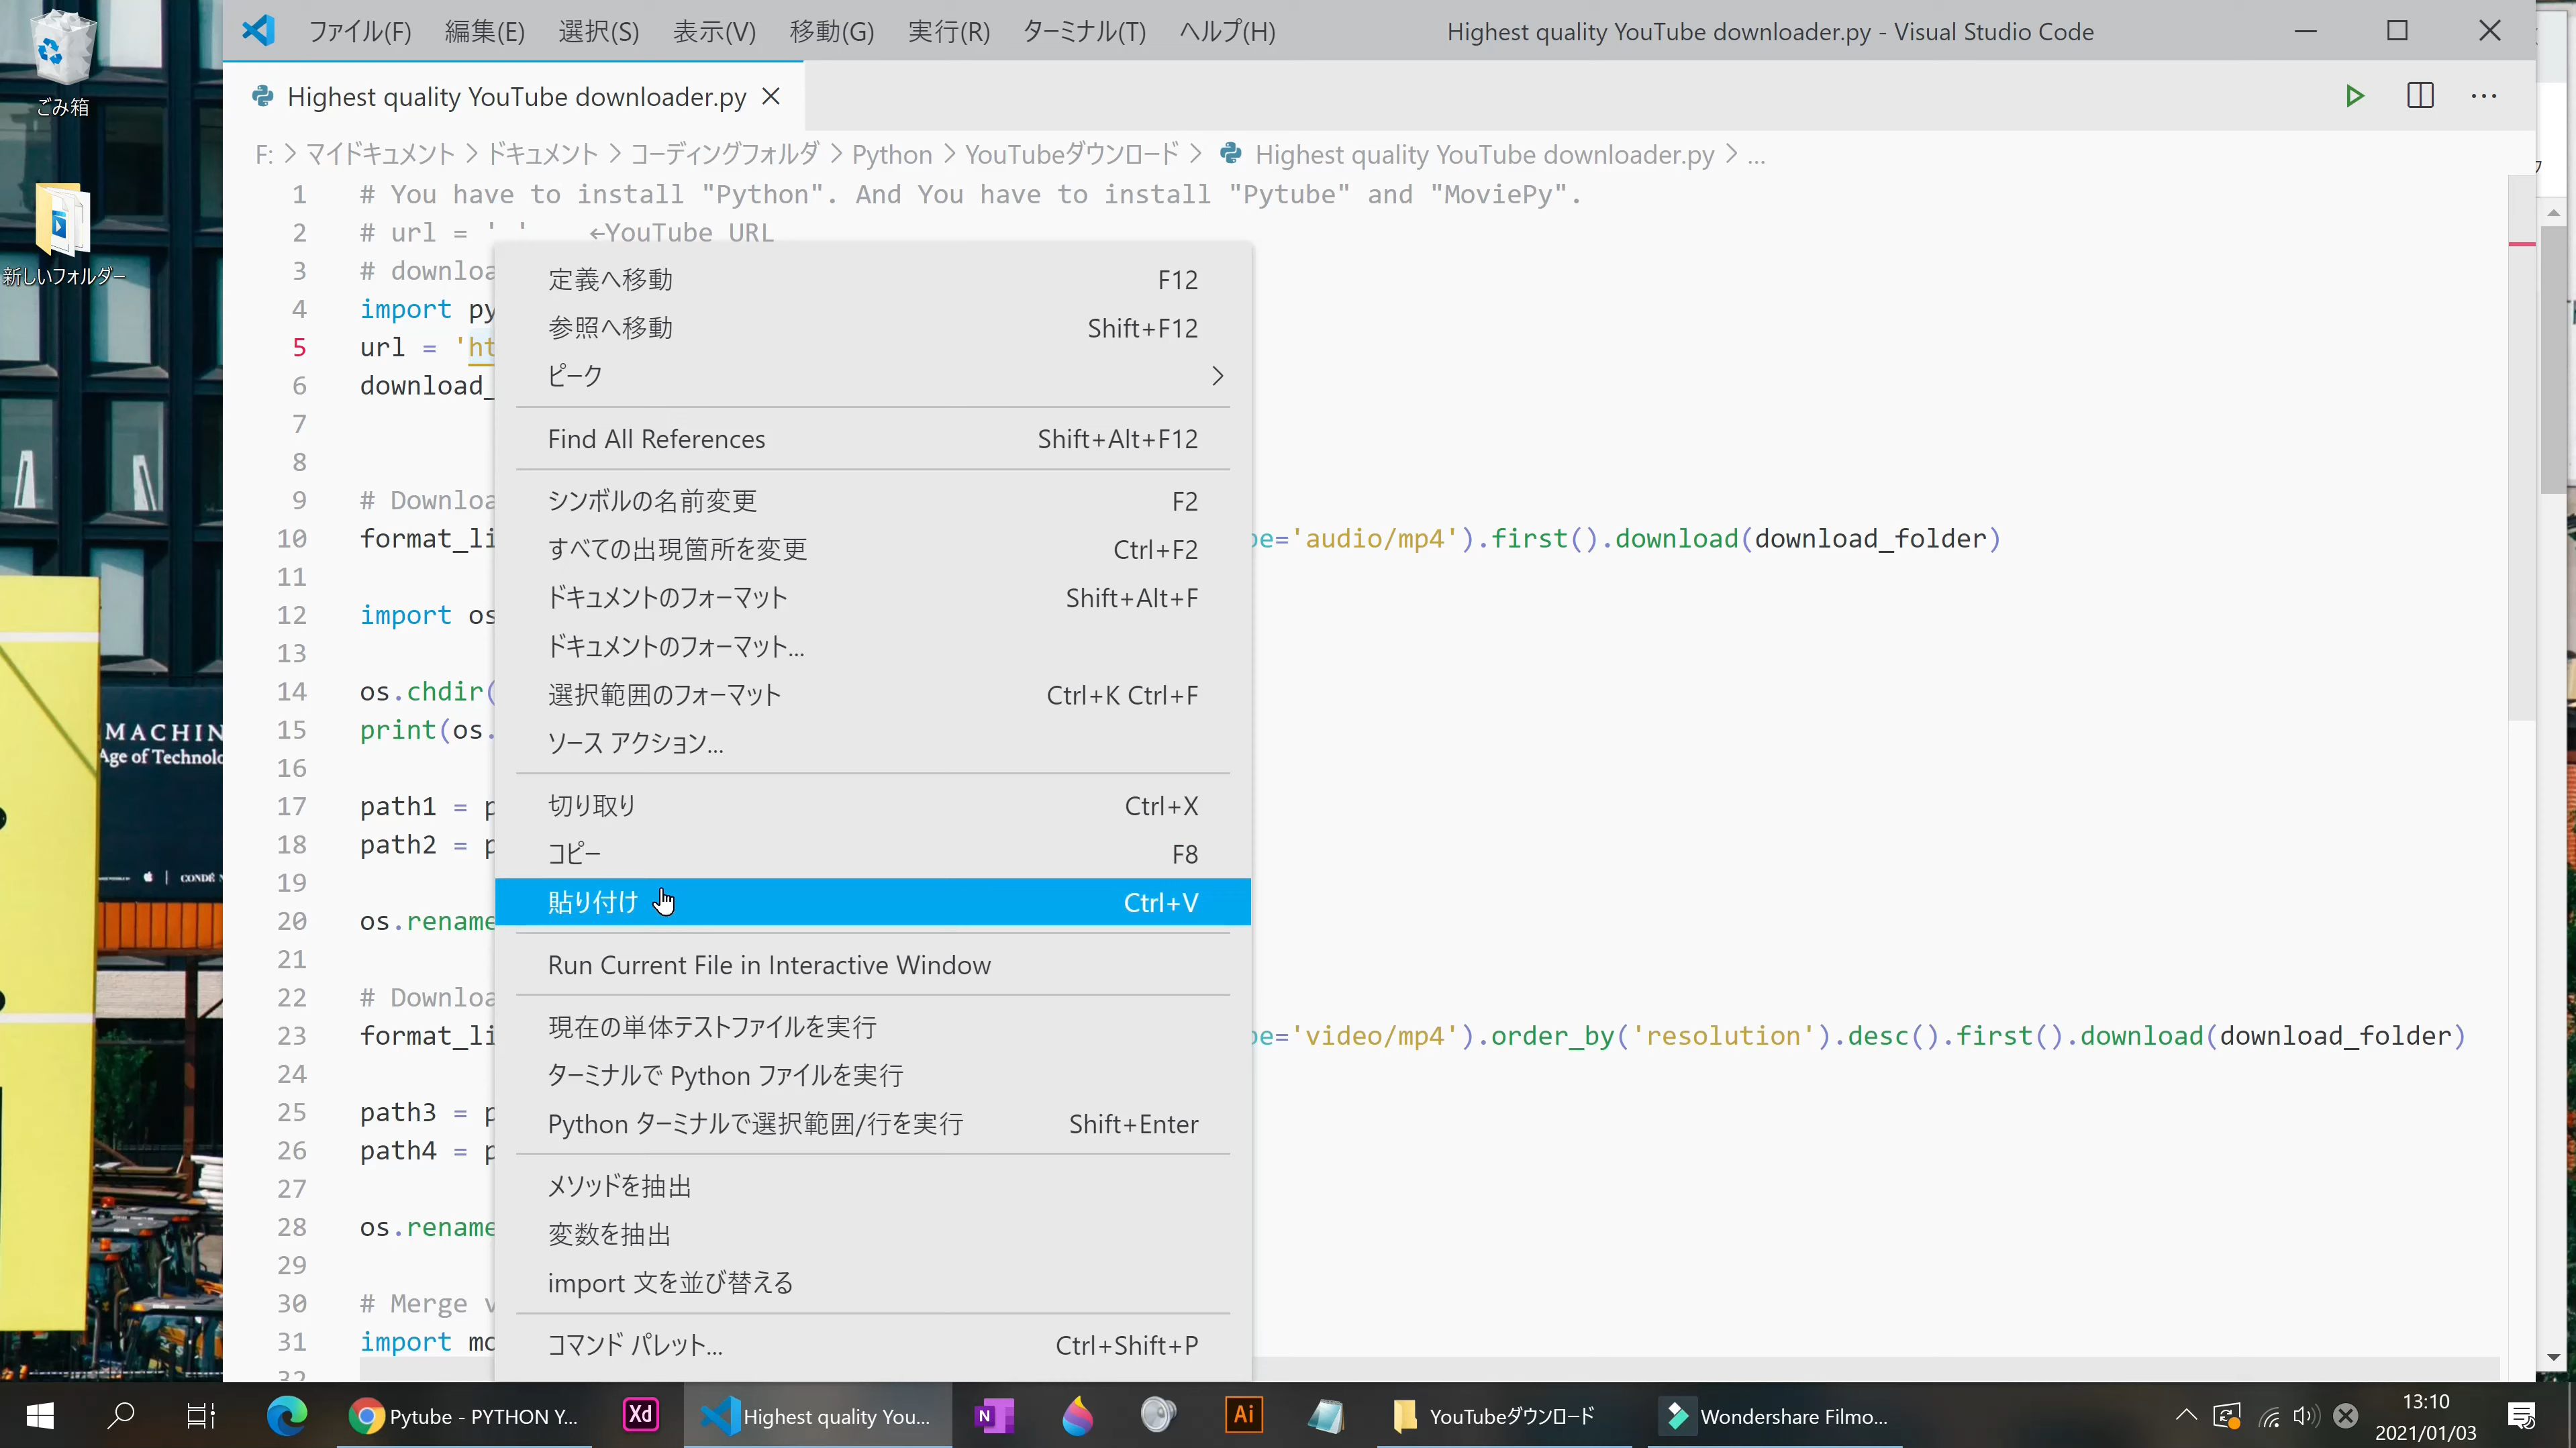 ごみ箱
新しいフォルダー
MACHIN
Age of Technolo
CONDÉ N
ファイル(F) 編集(E) 選択(S) 表示(V) 移動(G) 実行(R) ターミナル(T) ヘルプ(H) Highest quality YouTube downloader.py - Visual Studio Code
Highest quality YouTube downloader.py
F: > マイドキュメント > ドキュメント > コーディングフォルダ > Python > YouTubeダウンロード > Highest quality YouTube downloader.py > ...
1 # You have to install "Python". And You have to install "Pytube" and "MoviePy".
2 # url = ' ' ←YouTube URL
3 # downloa
4 import py
5 url = 'ht
6 download_
7
8
9 # Downloa
10 format_li
pe='audio/mp4').first().download(download_folder)
11
12 import os
13
14 os.chdir(
15 print(os.
16
17 path1 = p
18 path2 = p
19
20 os.rename
21
22 # Downloa
23 format_li
pe='video/mp4').order_by('resolution').desc().first().download(download_folder)
24
25 path3 = p
26 path4 = p
27
28 os.rename
29
30 # Merge v
31 import mo
32
定義へ移動 F12
参照へ移動 Shift+F12
ピーク
Find All References Shift+Alt+F12
シンボルの名前変更 F2
すべての出現箇所を変更 Ctrl+F2
ドキュメントのフォーマット Shift+Alt+F
ドキュメントのフォーマット...
選択範囲のフォーマット Ctrl+K Ctrl+F
ソース アクション...
切り取り Ctrl+X
コピー F8
貼り付け Ctrl+V
Run Current File in Interactive Window
現在の単体テストファイルを実行
ターミナルで Python ファイルを実行
Python ターミナルで選択範囲/行を実行 Shift+Enter
メソッドを抽出
変数を抽出
import 文を並び替える
コマンド パレット... Ctrl+Shift+P
Pytube - PYTHON Y...
Xd
Highest quality You...
N
Ai
YouTubeダウンロード
Wondershare Filmo...
13:10
2021/01/03